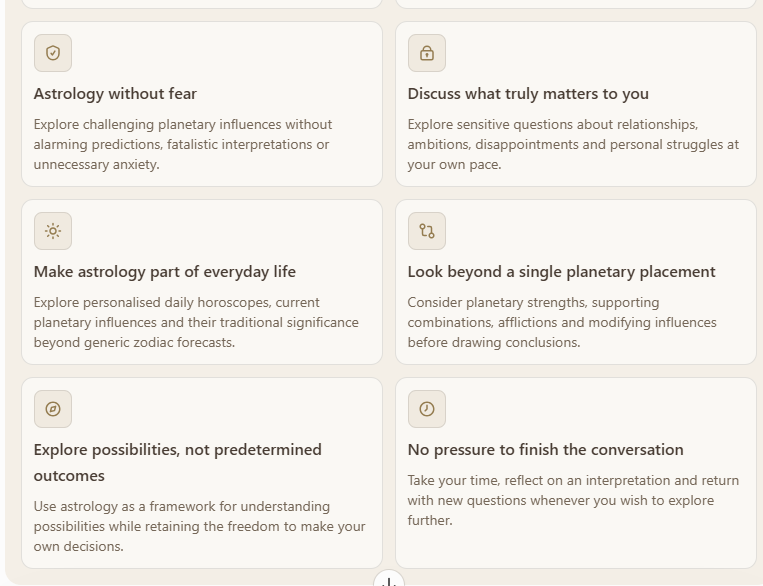 Astrology without fear
Explore challenging planetary influences without
alarming predictions, fatalistic interpretations or
unnecessary anxiety.
Discuss what truly matters to you
Explore sensitive questions about relationships,
ambitions, disappointments and personal struggles at
your own pace.
Make astrology part of everyday life
Explore personalised daily horoscopes, current
planetary influences and their traditional significance
beyond generic zodiac forecasts.
Look beyond a single planetary placement
Consider planetary strengths, supporting
combinations, afflictions and modifying influences
before drawing conclusions.
Explore possibilities, not predetermined
outcomes
Use astrology as a framework for understanding
possibilities while retaining the freedom to make your
own decisions.
No pressure to finish the conversation
Take your time, reflect on an interpretation and return
with new questions whenever you wish to explore
further.